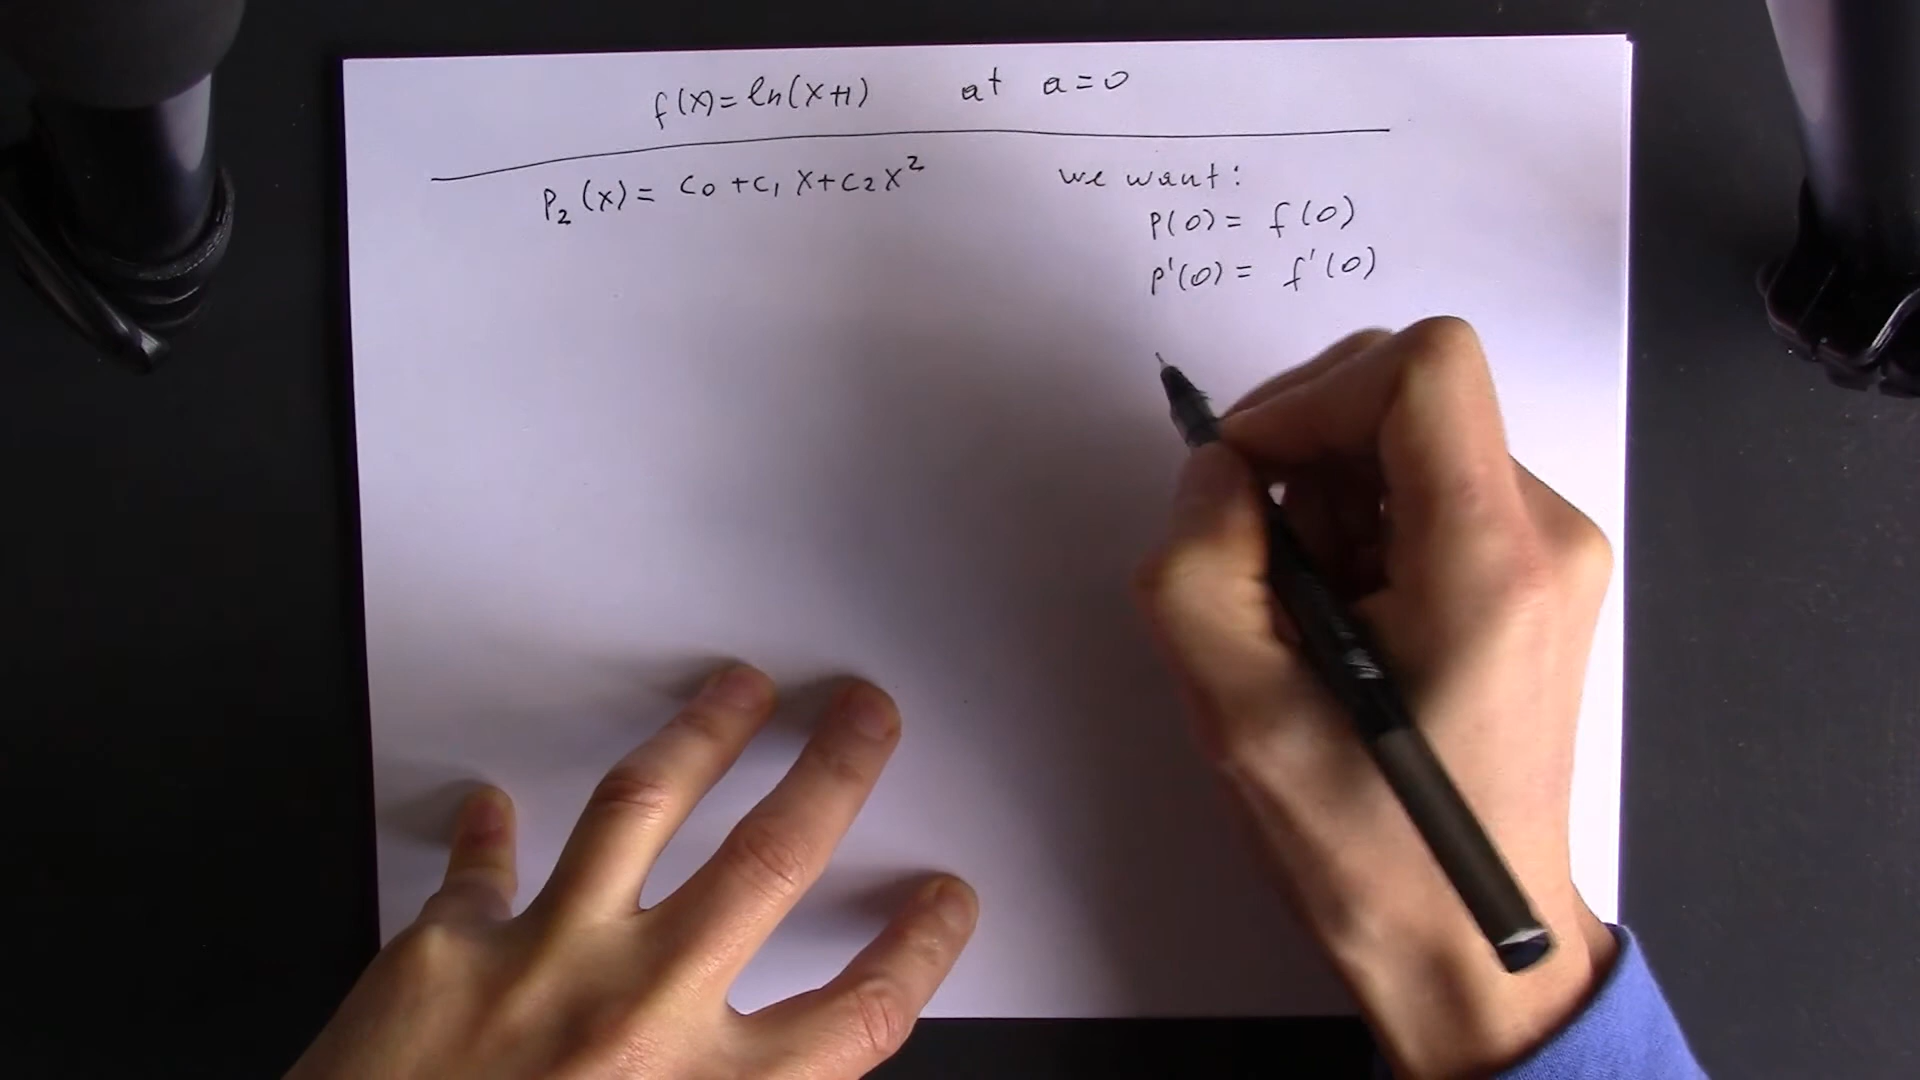 f(x)=ln(x+1) at a=0
P₂(x)= c₀+c₁x+c₂x²
we want:
P(0)= f(0)
P'(0)= f'(0)